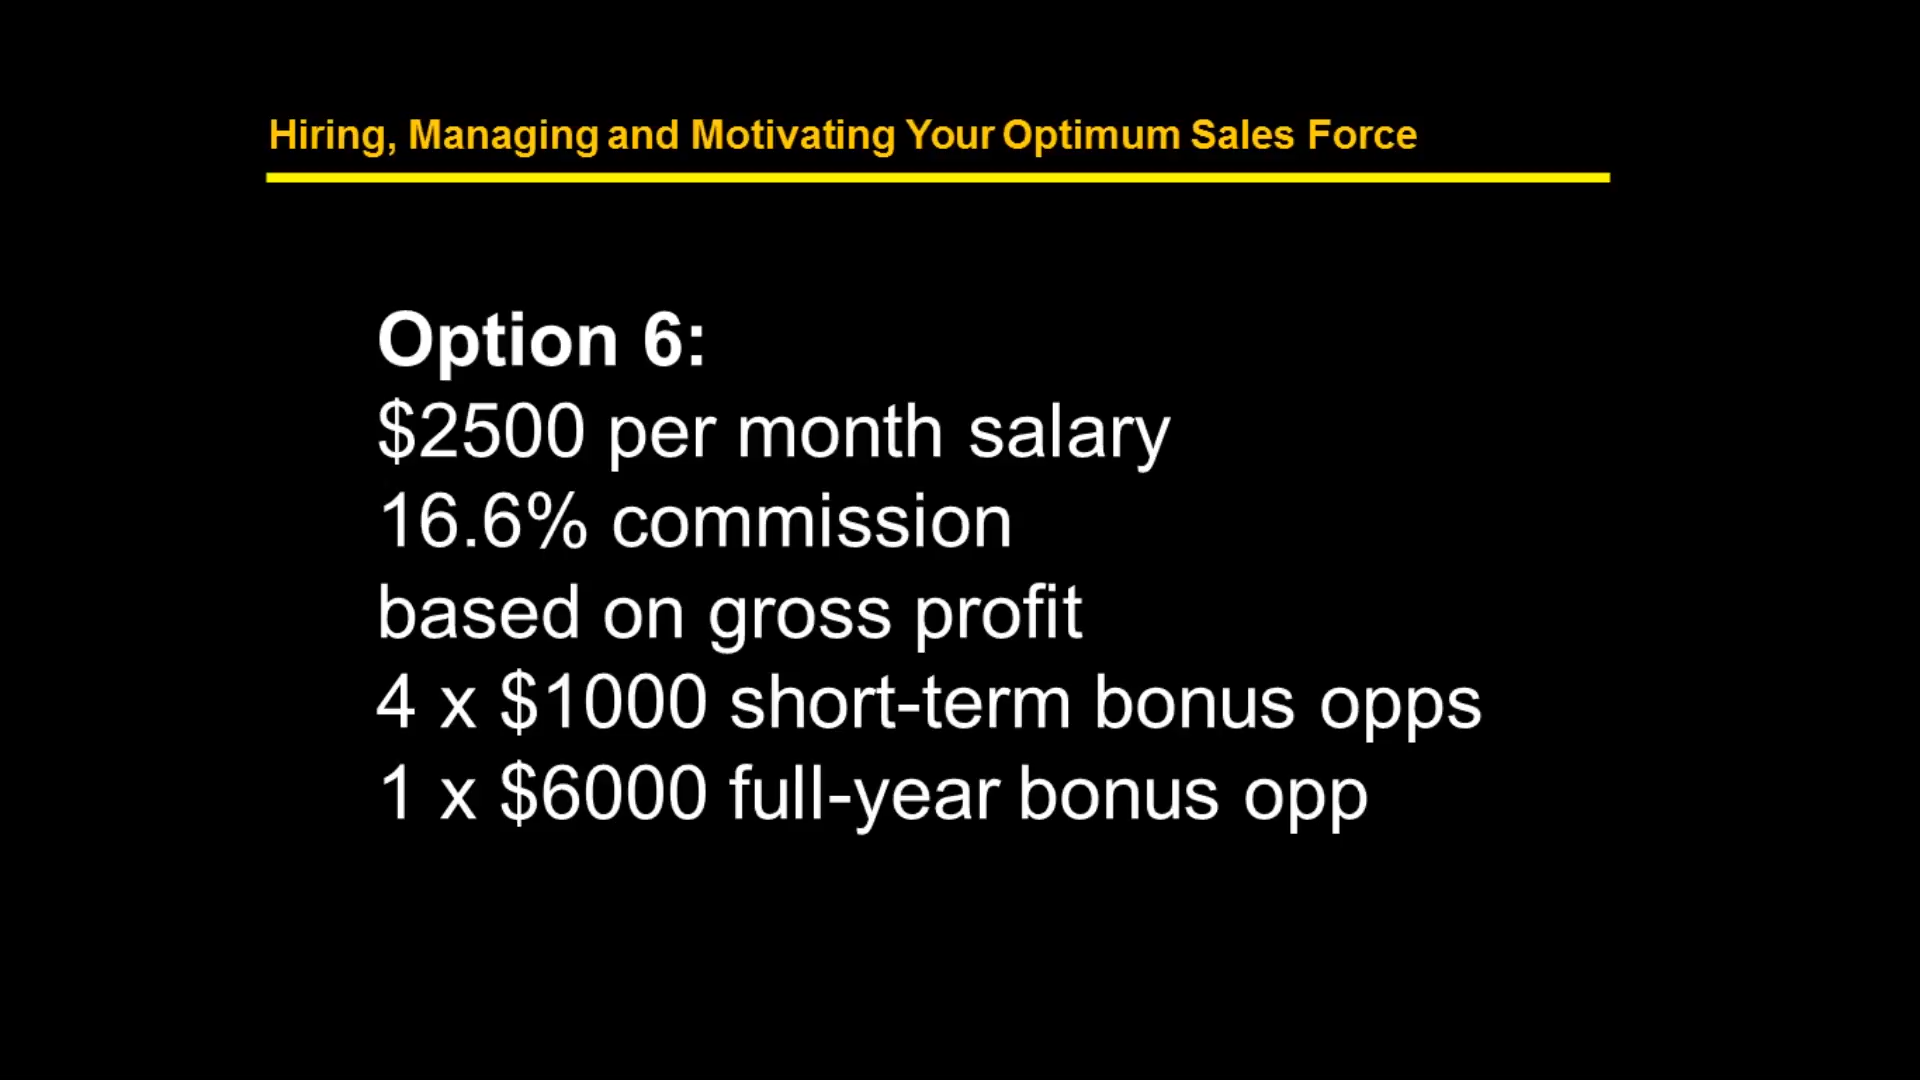 Hiring, Managing and Motivating Your Optimum Sales Force
Option 6:
$2500 per month salary
16.6% commission
based on gross profit
4 x $1000 short-term bonus opps
1 x $6000 full-year bonus opp